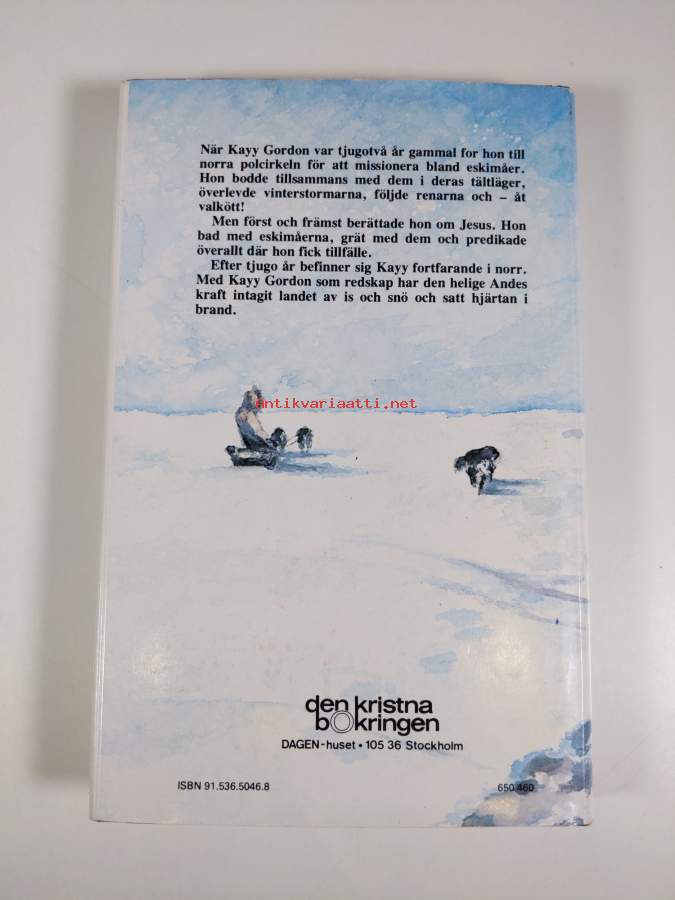 När Kayy Gordon var tjugotvå år gammal for hon till
norra polcirkeln för att missionera bland eskimåer.
Hon bodde tillsammans med dem i deras tältläger,
överlevde vinterstormarna, följde renarna och – åt
valkött!
Men först och främst berättade hon om Jesus. Hon
bad med eskimåerna, grät med dem och predikade
överallt där hon fick tillfälle.
Efter tjugo år befinner sig Kayy fortfarande i norr.
Med Kayy Gordon som redskap har den helige Andes
kraft intagit landet av is och snö och satt hjärtan i
brand.
antikvariaatti.net
den kristna
bokringen
DAGEN-huset • 105 36 Stockholm
ISBN 91.536.5046.8 650.460